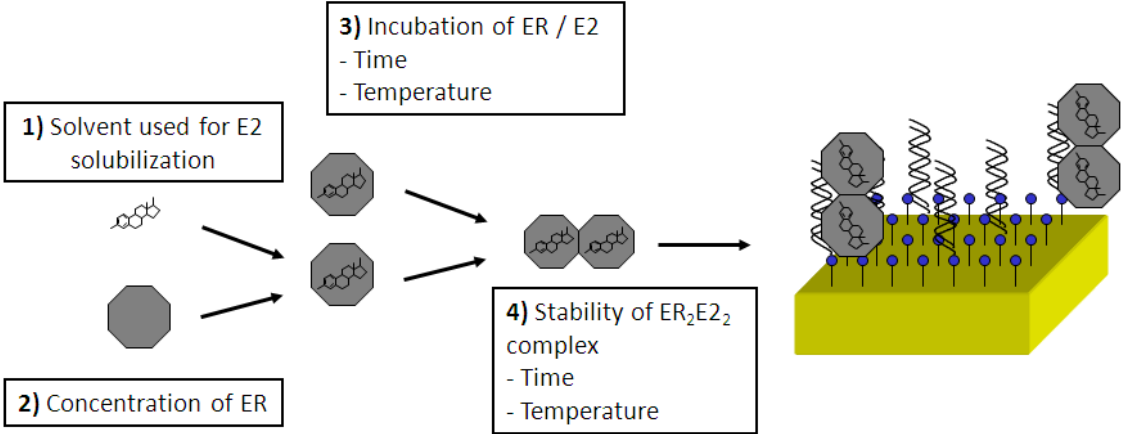 3) Incubation of ER / E2
- Time
- Temperature
1) Solvent used for E2
solubilization
2) Concentration of ER
4) Stability of ER₂E2₂
complex
- Time
- Temperature